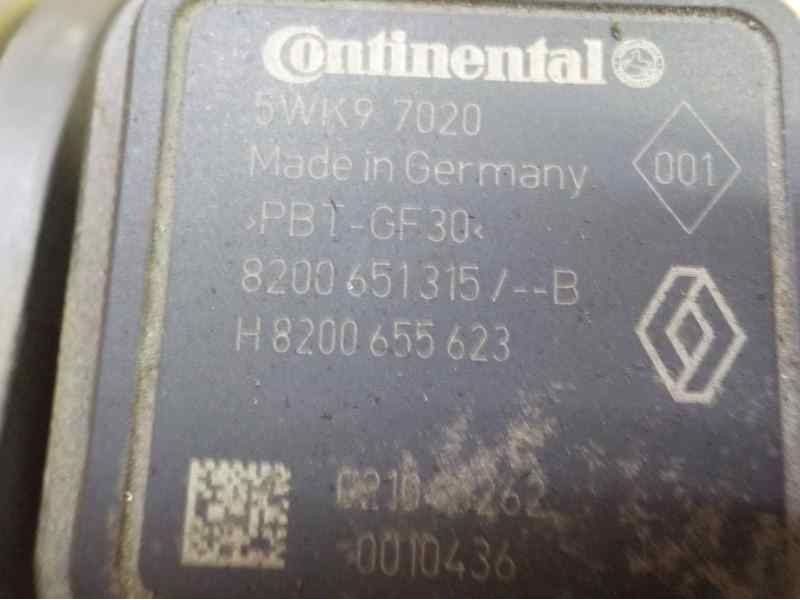 Continental
5WK9 7020
Made in Germany
001
>PBT-GF30<
8200 651 315 / --B
H 8200 655 623
0010436